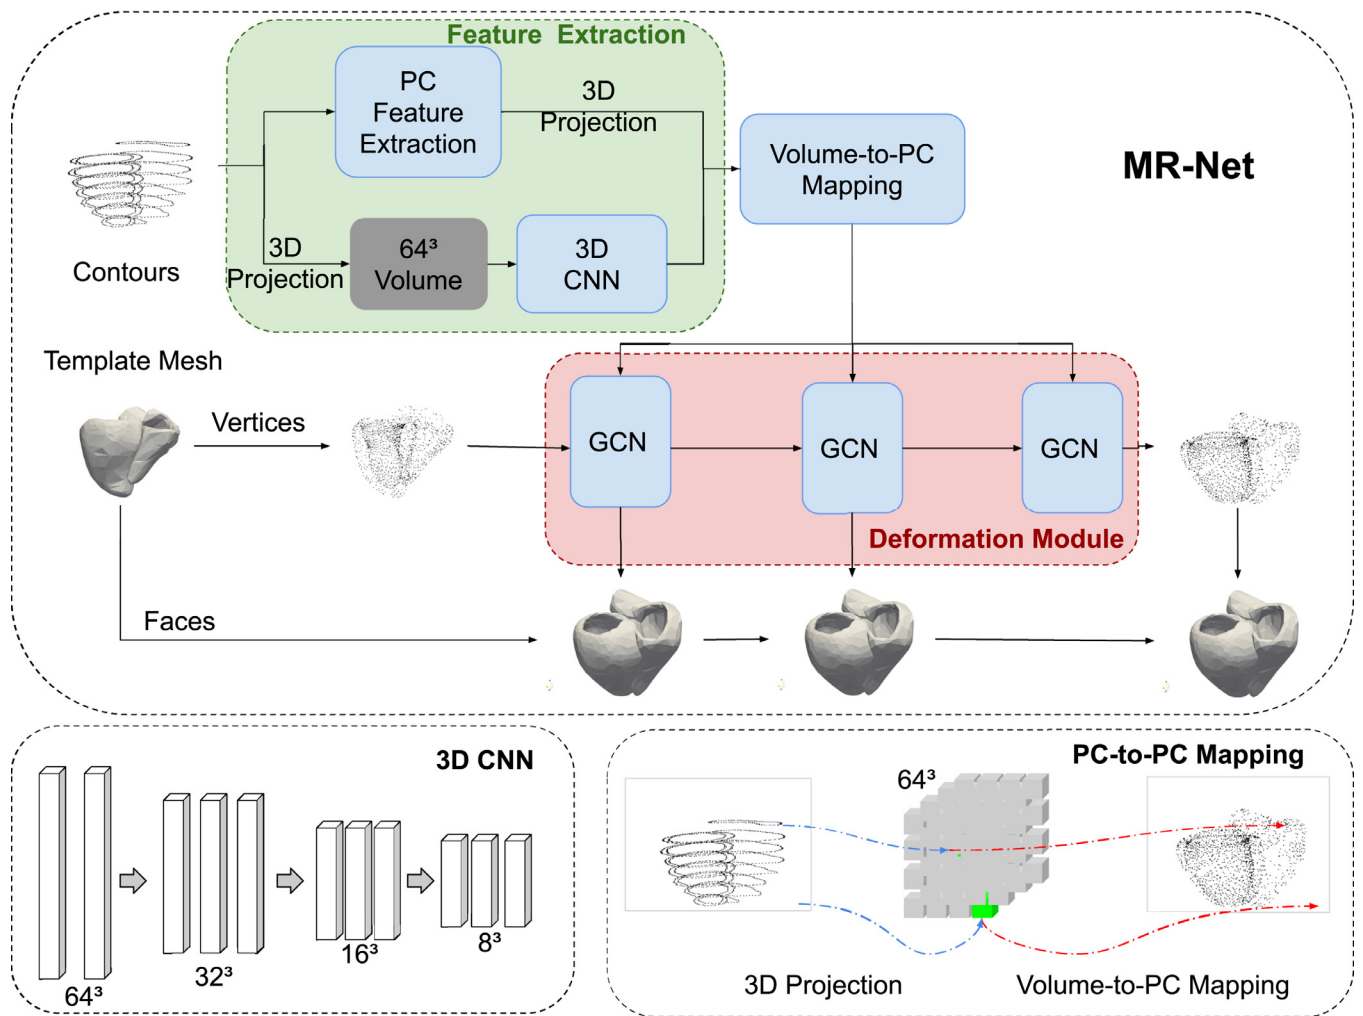 Feature Extraction
PC
Feature
Extraction
3D
Projection
Volume-to-PC
Mapping
MR-Net
Contours
3D
Projection
64³
Volume
3D
CNN
Template Mesh
Vertices
GCN
GCN
GCN
Deformation Module
Faces
3D CNN
64³
32³
16³
8³
PC-to-PC Mapping
64³
3D Projection
Volume-to-PC Mapping